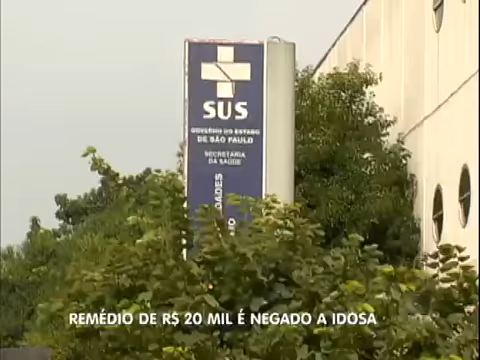 SUS
GOVERNO DO ESTADO
DE SÃO PAULO
SECRETARIA
DA SAÚDE
REMÉDIO DE R$ 20 MIL É NEGADO A IDOSA